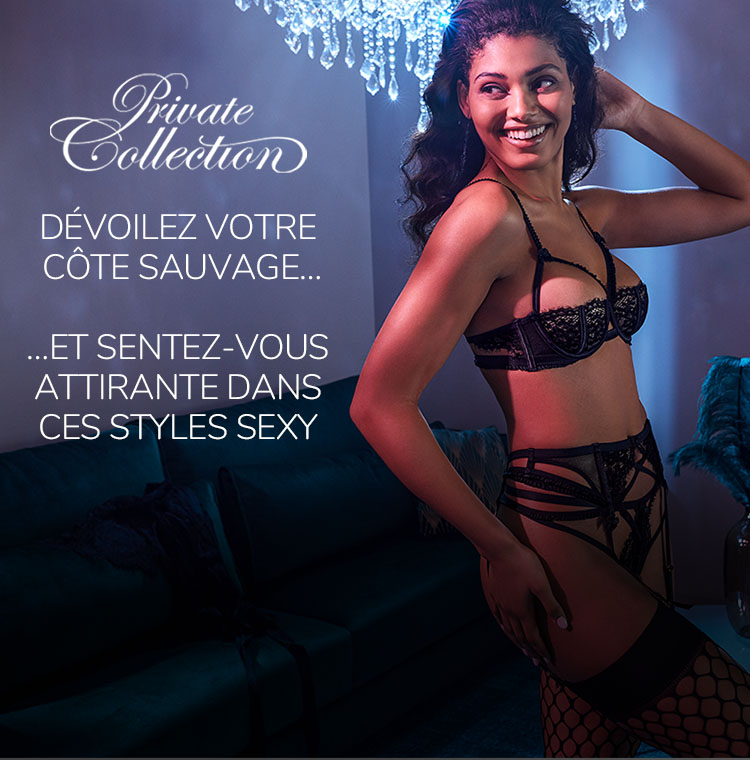 Private
Collection
DÉVOILEZ VOTRE
CÔTE SAUVAGE...
...ET SENTEZ-VOUS
ATTIRANTE DANS
CES STYLES SEXY